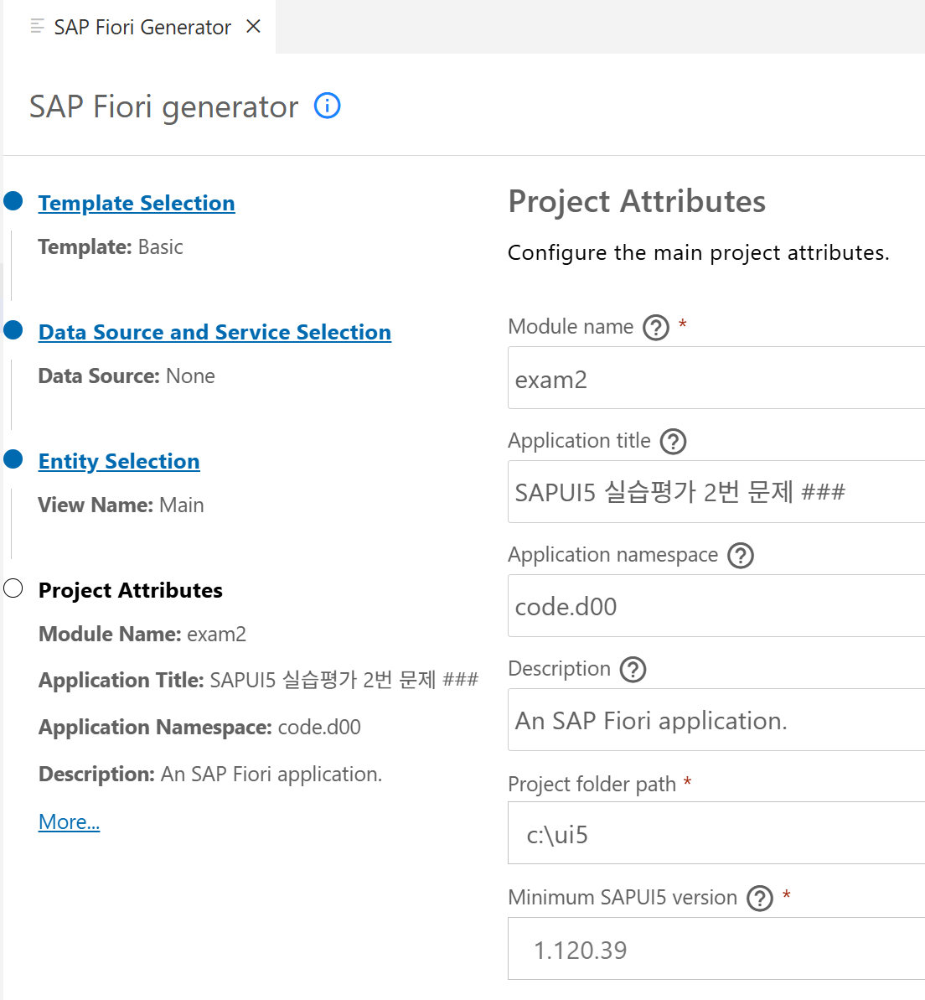 SAP Fiori Generator
SAP Fiori generator
Template Selection
Template: Basic
Data Source and Service Selection
Data Source: None
Entity Selection
View Name: Main
Project Attributes
Module Name: exam2
Application Title: SAPUI5 실습평가 2번 문제 ###
Application Namespace: code.d00
Description: An SAP Fiori application.
More...
Project Attributes
Configure the main project attributes.
Module name ? *
exam2
Application title ?
SAPUI5 실습평가 2번 문제 ###
Application namespace ?
code.d00
Description ?
An SAP Fiori application.
Project folder path *
c:\ui5
Minimum SAPUI5 version ? *
1.120.39